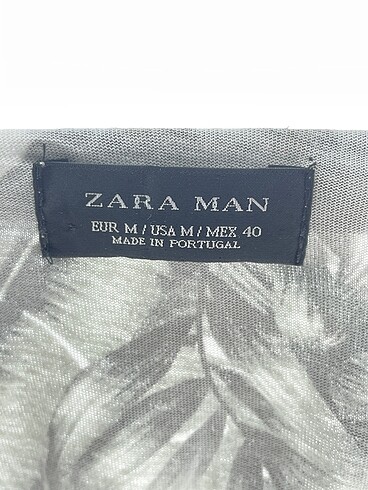 ZARA MAN
EUR M / USA M / MEX 40
MADE IN PORTUGAL